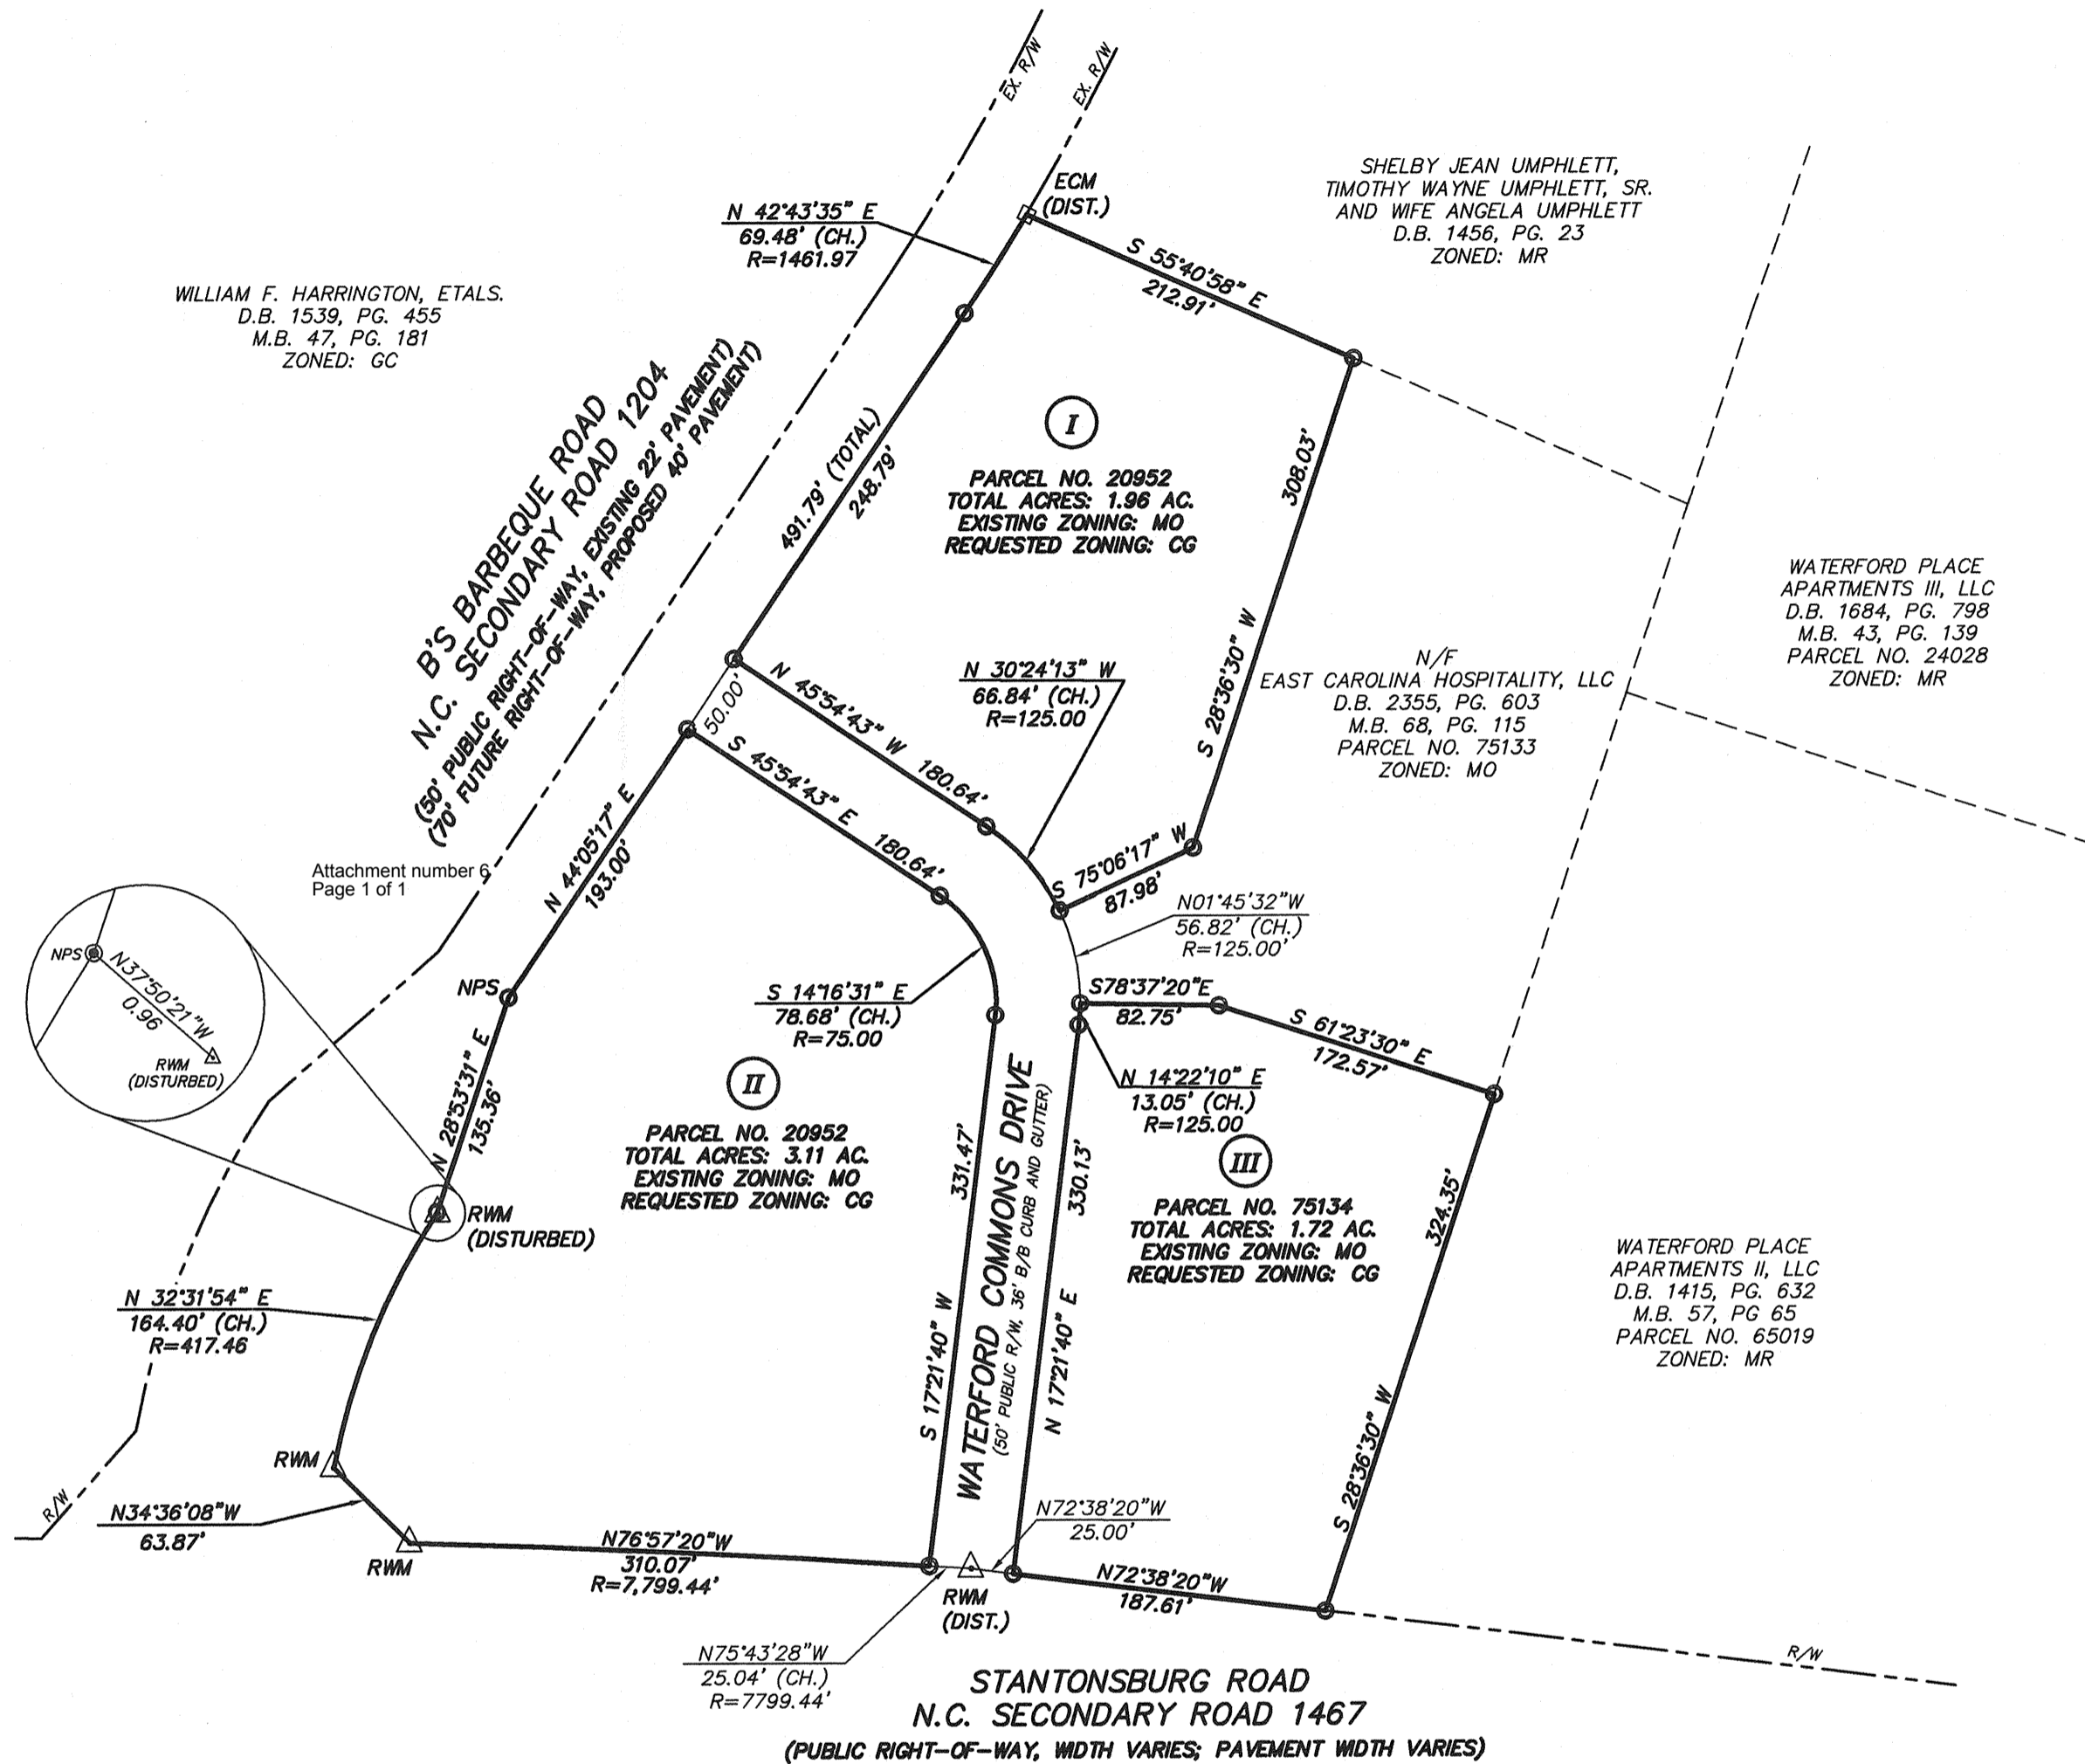 EX. R/W
EX. R/W
ECM
(DIST.)
N 42°43'35" E
69.48' (CH.)
R=1461.97
SHELBY JEAN UMPHLETT,
TIMOTHY WAYNE UMPHLETT, SR.
AND WIFE ANGELA UMPHLETT
D.B. 1456, PG. 23
ZONED: MR
S 55°40'58" E
212.91'
WILLIAM F. HARRINGTON, ETALS.
D.B. 1539, PG. 455
M.B. 47, PG. 181
ZONED: GC
B'S BARBEQUE ROAD
N.C. SECONDARY ROAD 1204
(50' PUBLIC RIGHT-OF-WAY, EXISTING 22' PAVEMENT)
(70' FUTURE RIGHT-OF-WAY, PROPOSED 40' PAVEMENT)
491.79' (TOTAL)
248.79'
I
PARCEL NO. 20952
TOTAL ACRES: 1.96 AC.
EXISTING ZONING: MO
REQUESTED ZONING: CG
308.03'
S 28°36'30" W
WATERFORD PLACE
APARTMENTS III, LLC
D.B. 1684, PG. 798
M.B. 43, PG. 139
PARCEL NO. 24028
ZONED: MR
N/F
EAST CAROLINA HOSPITALITY, LLC
D.B. 2355, PG. 603
M.B. 68, PG. 115
PARCEL NO. 75133
ZONED: MO
N 30°24'13" W
66.84' (CH.)
R=125.00
50.00'
N 45°54'43" W
180.64'
S 45°54'43" E
180.64'
N 44°05'17" E
193.00'
S 75°06'17" W
87.98'
Attachment number 6
Page 1 of 1
N01°45'32"W
56.82' (CH.)
R=125.00'
NPS
N37°50'21"W
0.96
RWM
(DISTURBED)
NPS
S 14°16'31" E
78.68' (CH.)
R=75.00
S78°37'20"E
82.75'
S 61°23'30" E
172.57'
N 28°53'31" E
135.36'
N 14°22'10" E
13.05' (CH.)
R=125.00
II
PARCEL NO. 20952
TOTAL ACRES: 3.11 AC.
EXISTING ZONING: MO
REQUESTED ZONING: CG
331.47'
S 17°21'40" W
WATERFORD COMMONS DRIVE
(50' PUBLIC R/W, 36' B/B CURB AND GUTTER)
330.13'
N 17°21'40" E
III
PARCEL NO. 75134
TOTAL ACRES: 1.72 AC.
EXISTING ZONING: MO
REQUESTED ZONING: CG
324.35'
S 28°36'30" W
RWM
(DISTURBED)
WATERFORD PLACE
APARTMENTS II, LLC
D.B. 1415, PG. 632
M.B. 57, PG 65
PARCEL NO. 65019
ZONED: MR
N 32°31'54" E
164.40' (CH.)
R=417.46
RWM
R/W
N34°36'08"W
63.87'
RWM
N76°57'20"W
310.07'
R=7,799.44'
N72°38'20"W
25.00'
N72°38'20"W
187.61'
RWM
(DIST.)
N75°43'28"W
25.04' (CH.)
R=7799.44'
R/W
STANTONSBURG ROAD
N.C. SECONDARY ROAD 1467
(PUBLIC RIGHT-OF-WAY, WIDTH VARIES; PAVEMENT WIDTH VARIES)